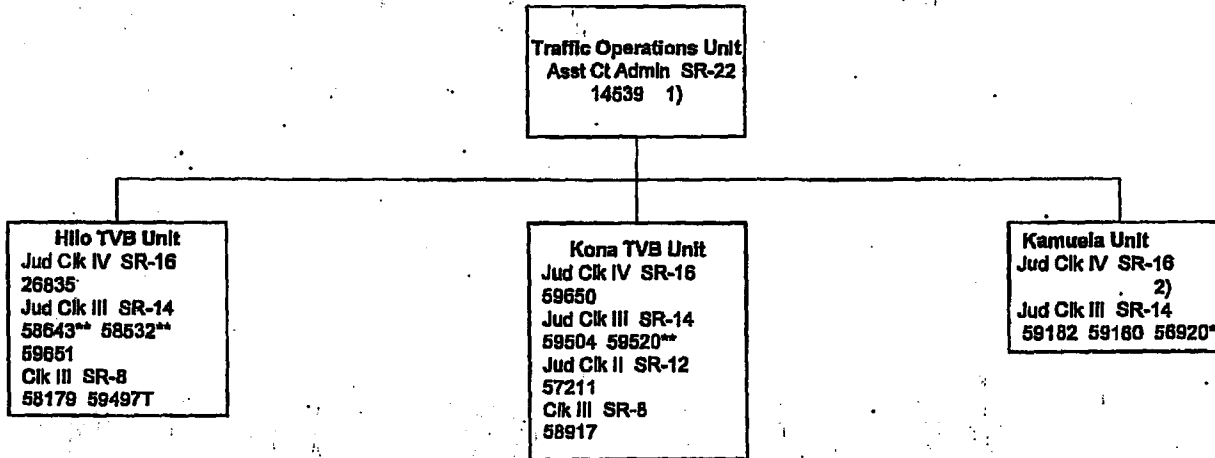 Traffic Operations Unit
Asst Ct Admin SR-22
14539 1)
Hilo TVB Unit
Jud Clk IV SR-16
26835
Jud Clk III SR-14
58643** 58532**
59651
Clk III SR-8
58179 59497T
Kona TVB Unit
Jud Clk IV SR-16
59650
Jud Clk III SR-14
59504 59520**
Jud Clk II SR-12
57211
Clk III SR-8
58917
Kamuela Unit
Jud Clk IV SR-16
2)
Jud Clk III SR-14
59182 59160 56920*